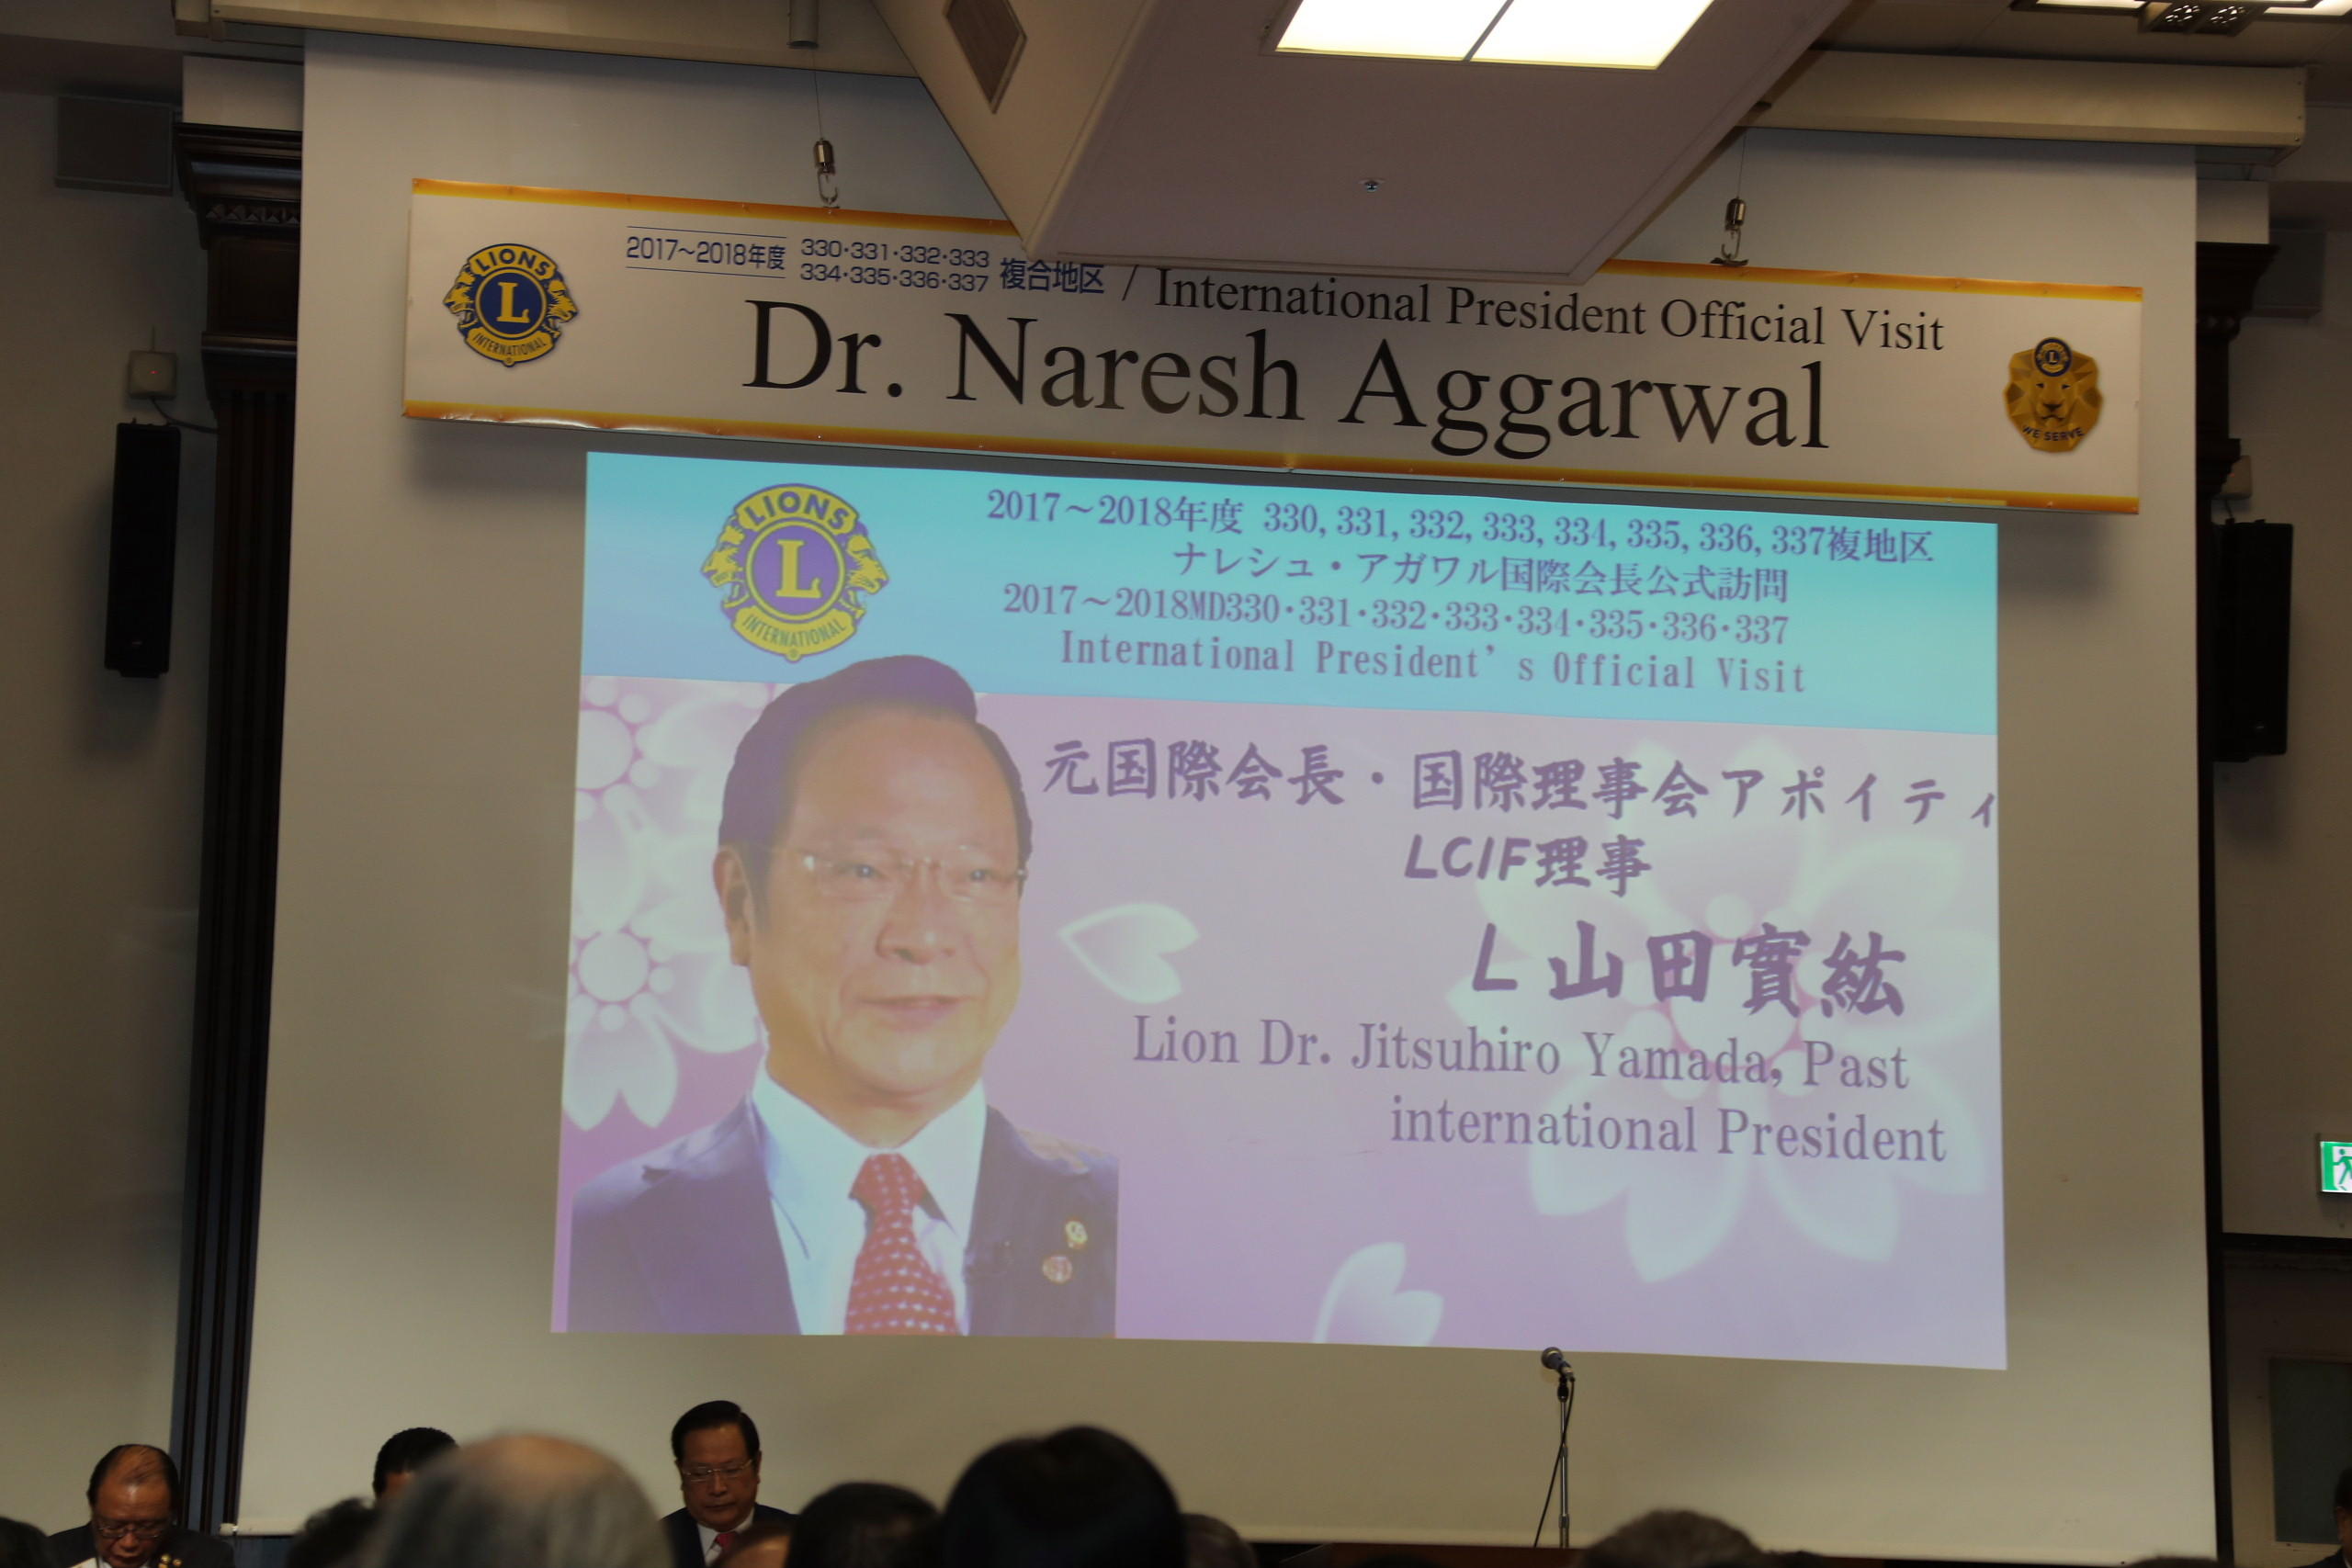 LIONS
L
INTERNATIONAL
2017～2018年度 330・331・332・333
334・335・336・337 複合地区 / International President Official Visit
Dr. Naresh Aggarwal
WE SERVE
LIONS
L
INTERNATIONAL
2017～2018年度 330, 331, 332, 333, 334, 335, 336, 337複地区
ナレシュ・アガワル国際会長公式訪問
2017～2018MD330・331・332・333・334・335・336・337
International President’s Official Visit
元国際会長・国際理事会アポイティ
LCIF理事
L 山田實紘
Lion Dr. Jitsuhiro Yamada, Past
international President